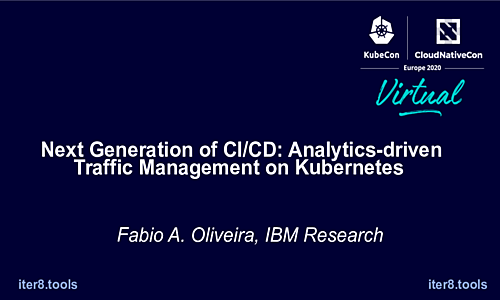 KubeCon
CloudNativeCon
Europe 2020
Virtual
Next Generation of CI/CD: Analytics-driven
Traffic Management on Kubernetes
Fabio A. Oliveira, IBM Research
iter8.tools
iter8.tools